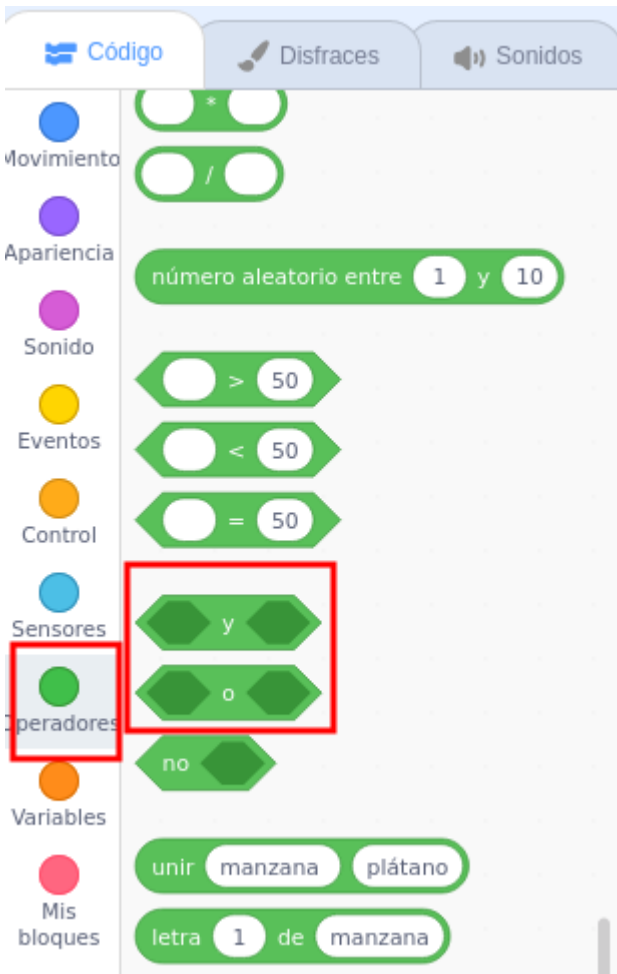 Código
Disfraces
Sonidos
Movimiento
Apariencia
Sonido
Eventos
Control
Sensores
Operadores
Variables
Mis
bloques
*
/
número aleatorio entre 1 y 10
> 50
< 50
= 50
y
o
no
unir manzana plátano
letra 1 de manzana